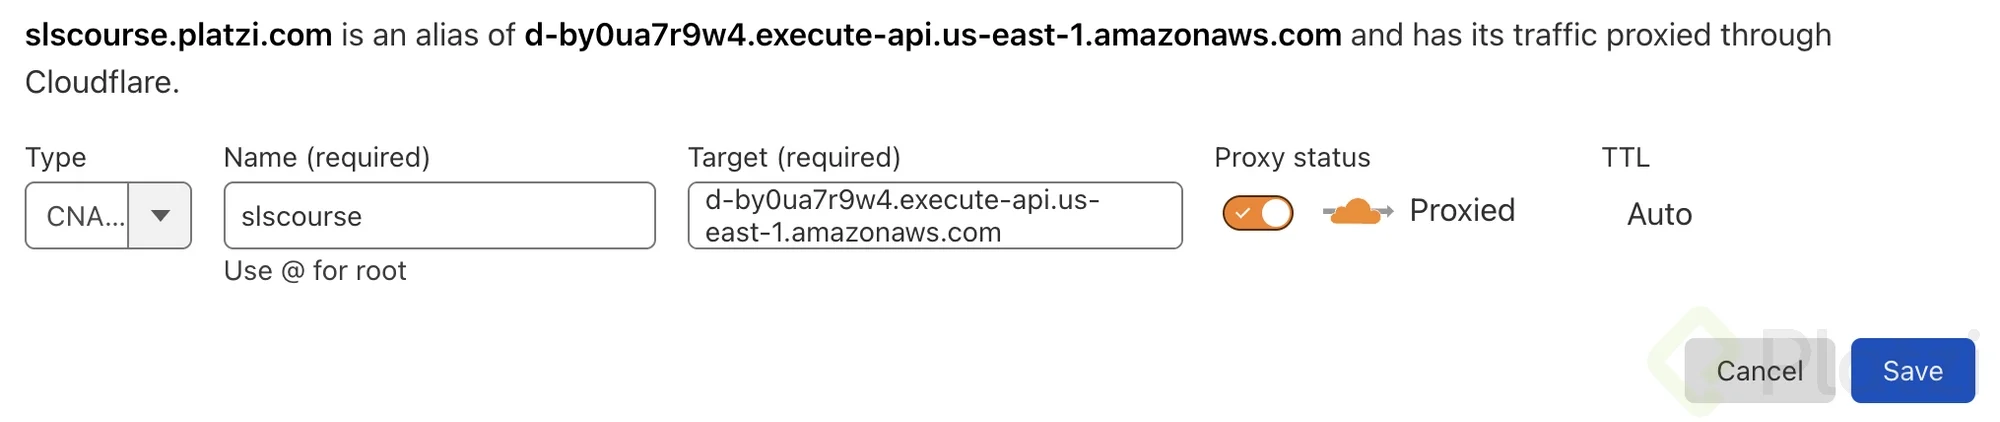 slscourse.platzi.com is an alias of d-by0ua7r9w4.execute-api.us-east-1.amazonaws.com and has its traffic proxied through
Cloudflare.
Type
Name (required)
Target (required)
Proxy status
TTL
CNA...
slscourse
d-by0ua7r9w4.execute-api.us-
east-1.amazonaws.com
Proxied
Auto
Use @ for root
Cancel
Save